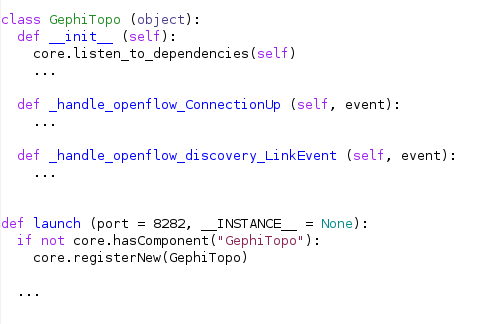 class GephiTopo (object):
  def __init__ (self):
    core.listen_to_dependencies(self)
    ...

  def _handle_openflow_ConnectionUp (self, event):
    ...

  def _handle_openflow_discovery_LinkEvent (self, event):
    ...


def launch (port = 8282, __INSTANCE__ = None):
  if not core.hasComponent("GephiTopo"):
    core.registerNew(GephiTopo)

  ...